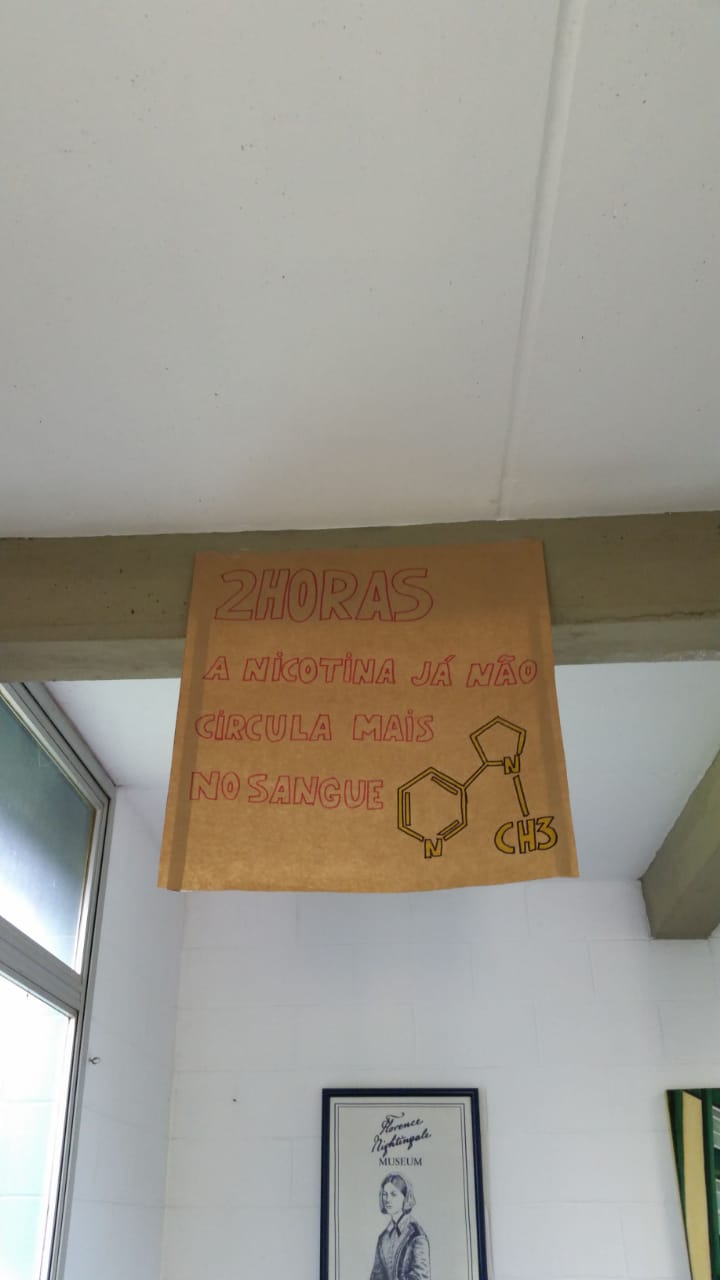 2HORAS
A NICOTINA JÁ NÃO
CIRCULA MAIS
NO SANGUE
N
N
CH3
Florence
Nightingale
MUSEUM